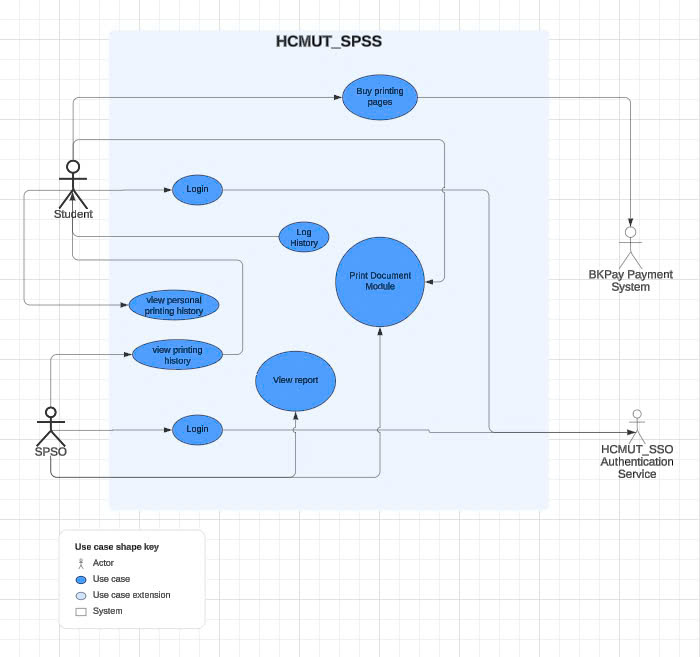 HCMUT_SPSS
Buy printing
pages
Login
Student
Log
History
BKPay Payment
System
Print Document
Module
view personal
printing history
view printing
history
View report
Login
SPSO
HCMUT_SSO
Authentication
Service
Use case shape key
Actor
Use case
Use case extension
System